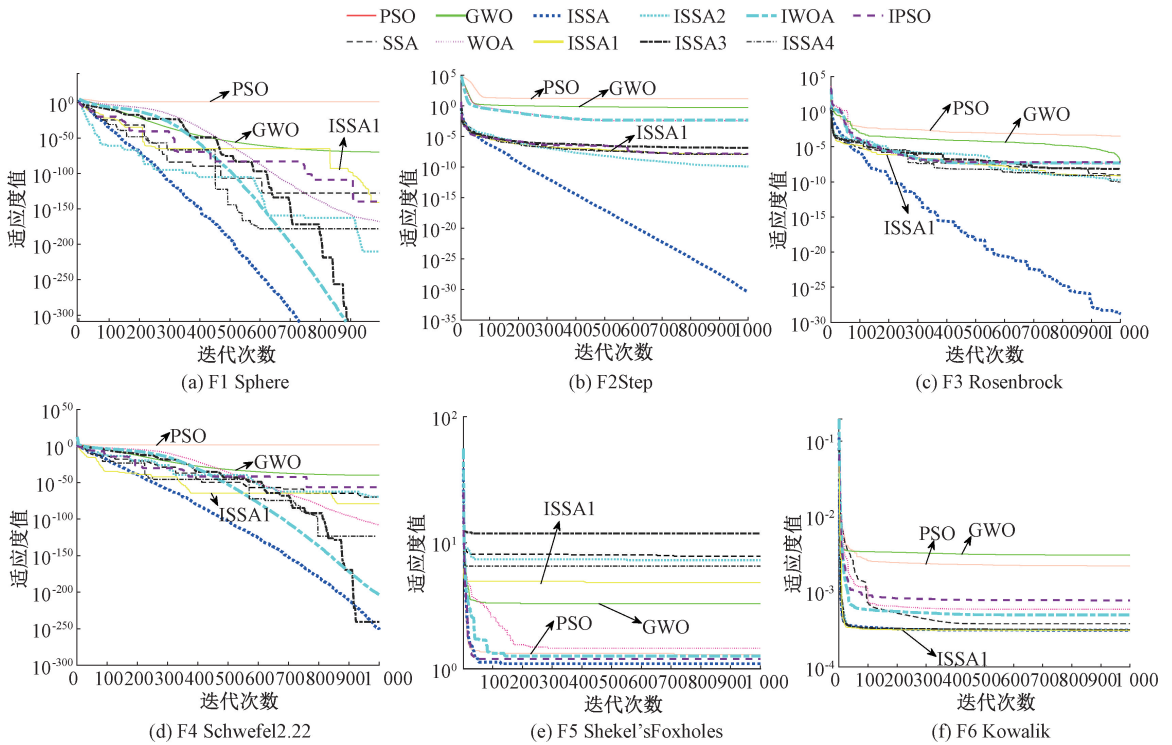 PSO GWO ISSA ISSA2 IWOA IPSO
SSA WOA ISSA1 ISSA3 ISSA4
适应度值
10^0
10^-50
10^-100
10^-150
10^-200
10^-250
10^-300
PSO
GWO
ISSA1
0 100200300400500600700800900
迭代次数
(a) F1 Sphere
适应度值
10^5
10^0
10^-5
10^-10
10^-15
10^-20
10^-25
10^-30
10^-35
PSO
GWO
ISSA1
0 1002003004005006007008009001 000
迭代次数
(b) F2Step
适应度值
10^5
10^0
10^-5
10^-10
10^-15
10^-20
10^-25
10^-30
PSO
GWO
ISSA1
0 1002003004005006007008009001 000
迭代次数
(c) F3 Rosenbrock
适应度值
10^50
10^0
10^-50
10^-100
10^-150
10^-200
10^-250
10^-300
PSO
GWO
ISSA1
0 1002003004005006007008009001 000
迭代次数
(d) F4 Schwefel2.22
适应度值
10^2
10^1
10^0
ISSA1
PSO
GWO
1002003004005006007008009001 000
迭代次数
(e) F5 Shekel'sFoxholes
适应度值
10^-1
10^-2
10^-3
10^-4
PSO
GWO
ISSA1
0 1002003004005006007008009001 000
迭代次数
(f) F6 Kowalik